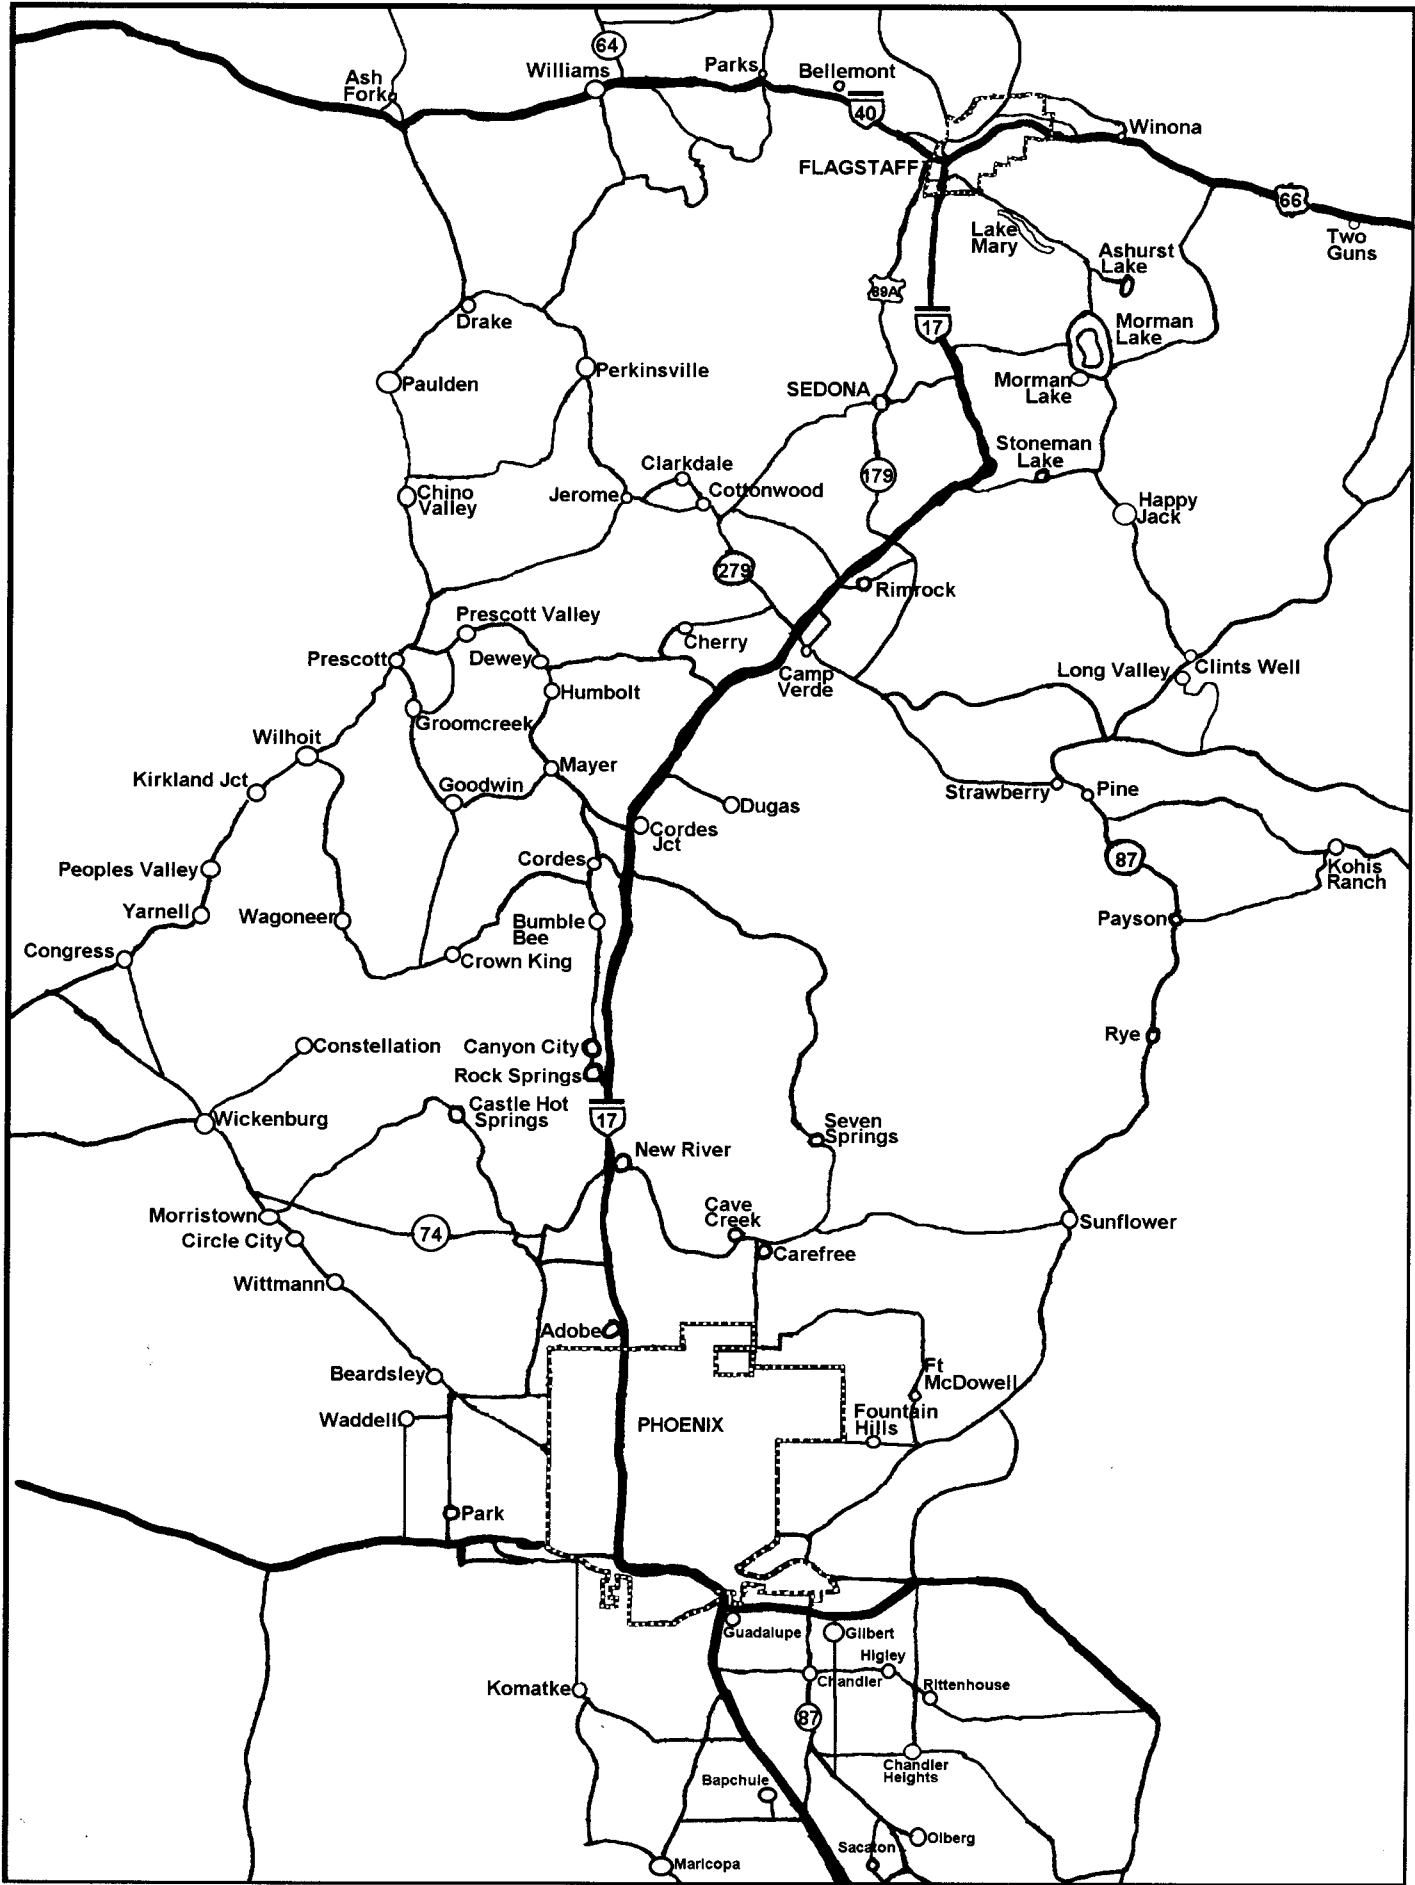 64
Williams
Parks
Bellemont
Ash
Fork
40
Winona
FLAGSTAFF
66
Two
Guns
Lake
Mary
Ashurst
Lake
89A
17
Drake
Morman
Lake
Perkinsville
Paulden
SEDONA
Morman
Lake
Stoneman
Lake
179
Clarkdale
Cottonwood
Jerome
Chino
Valley
Happy
Jack
279
Rimrock
Prescott Valley
Cherry
Prescott
Dewey
Camp
Verde
Long Valley
Clints Well
Humbolt
Groomcreek
Wilhoit
Mayer
Kirkland Jct
Goodwin
Dugas
Strawberry
Pine
Cordes
Jct
87
Cordes
Kohis
Ranch
Peoples Valley
Yarnell
Wagoneer
Bumble
Bee
Payson
Congress
Crown King
Rye
Constellation
Canyon City
Rock Springs
Castle Hot
Springs
17
Wickenburg
Seven
Springs
New River
Cave
Creek
Morristown
Sunflower
74
Circle City
Carefree
Wittmann
Adobe
Beardsley
Ft
McDowell
Waddell
PHOENIX
Fountain
Hills
Park
Guadalupe
Gilbert
Higley
Chandler
Rittenhouse
Komatke
87
Chandler
Heights
Bapchule
Olberg
Sacaton
Maricopa